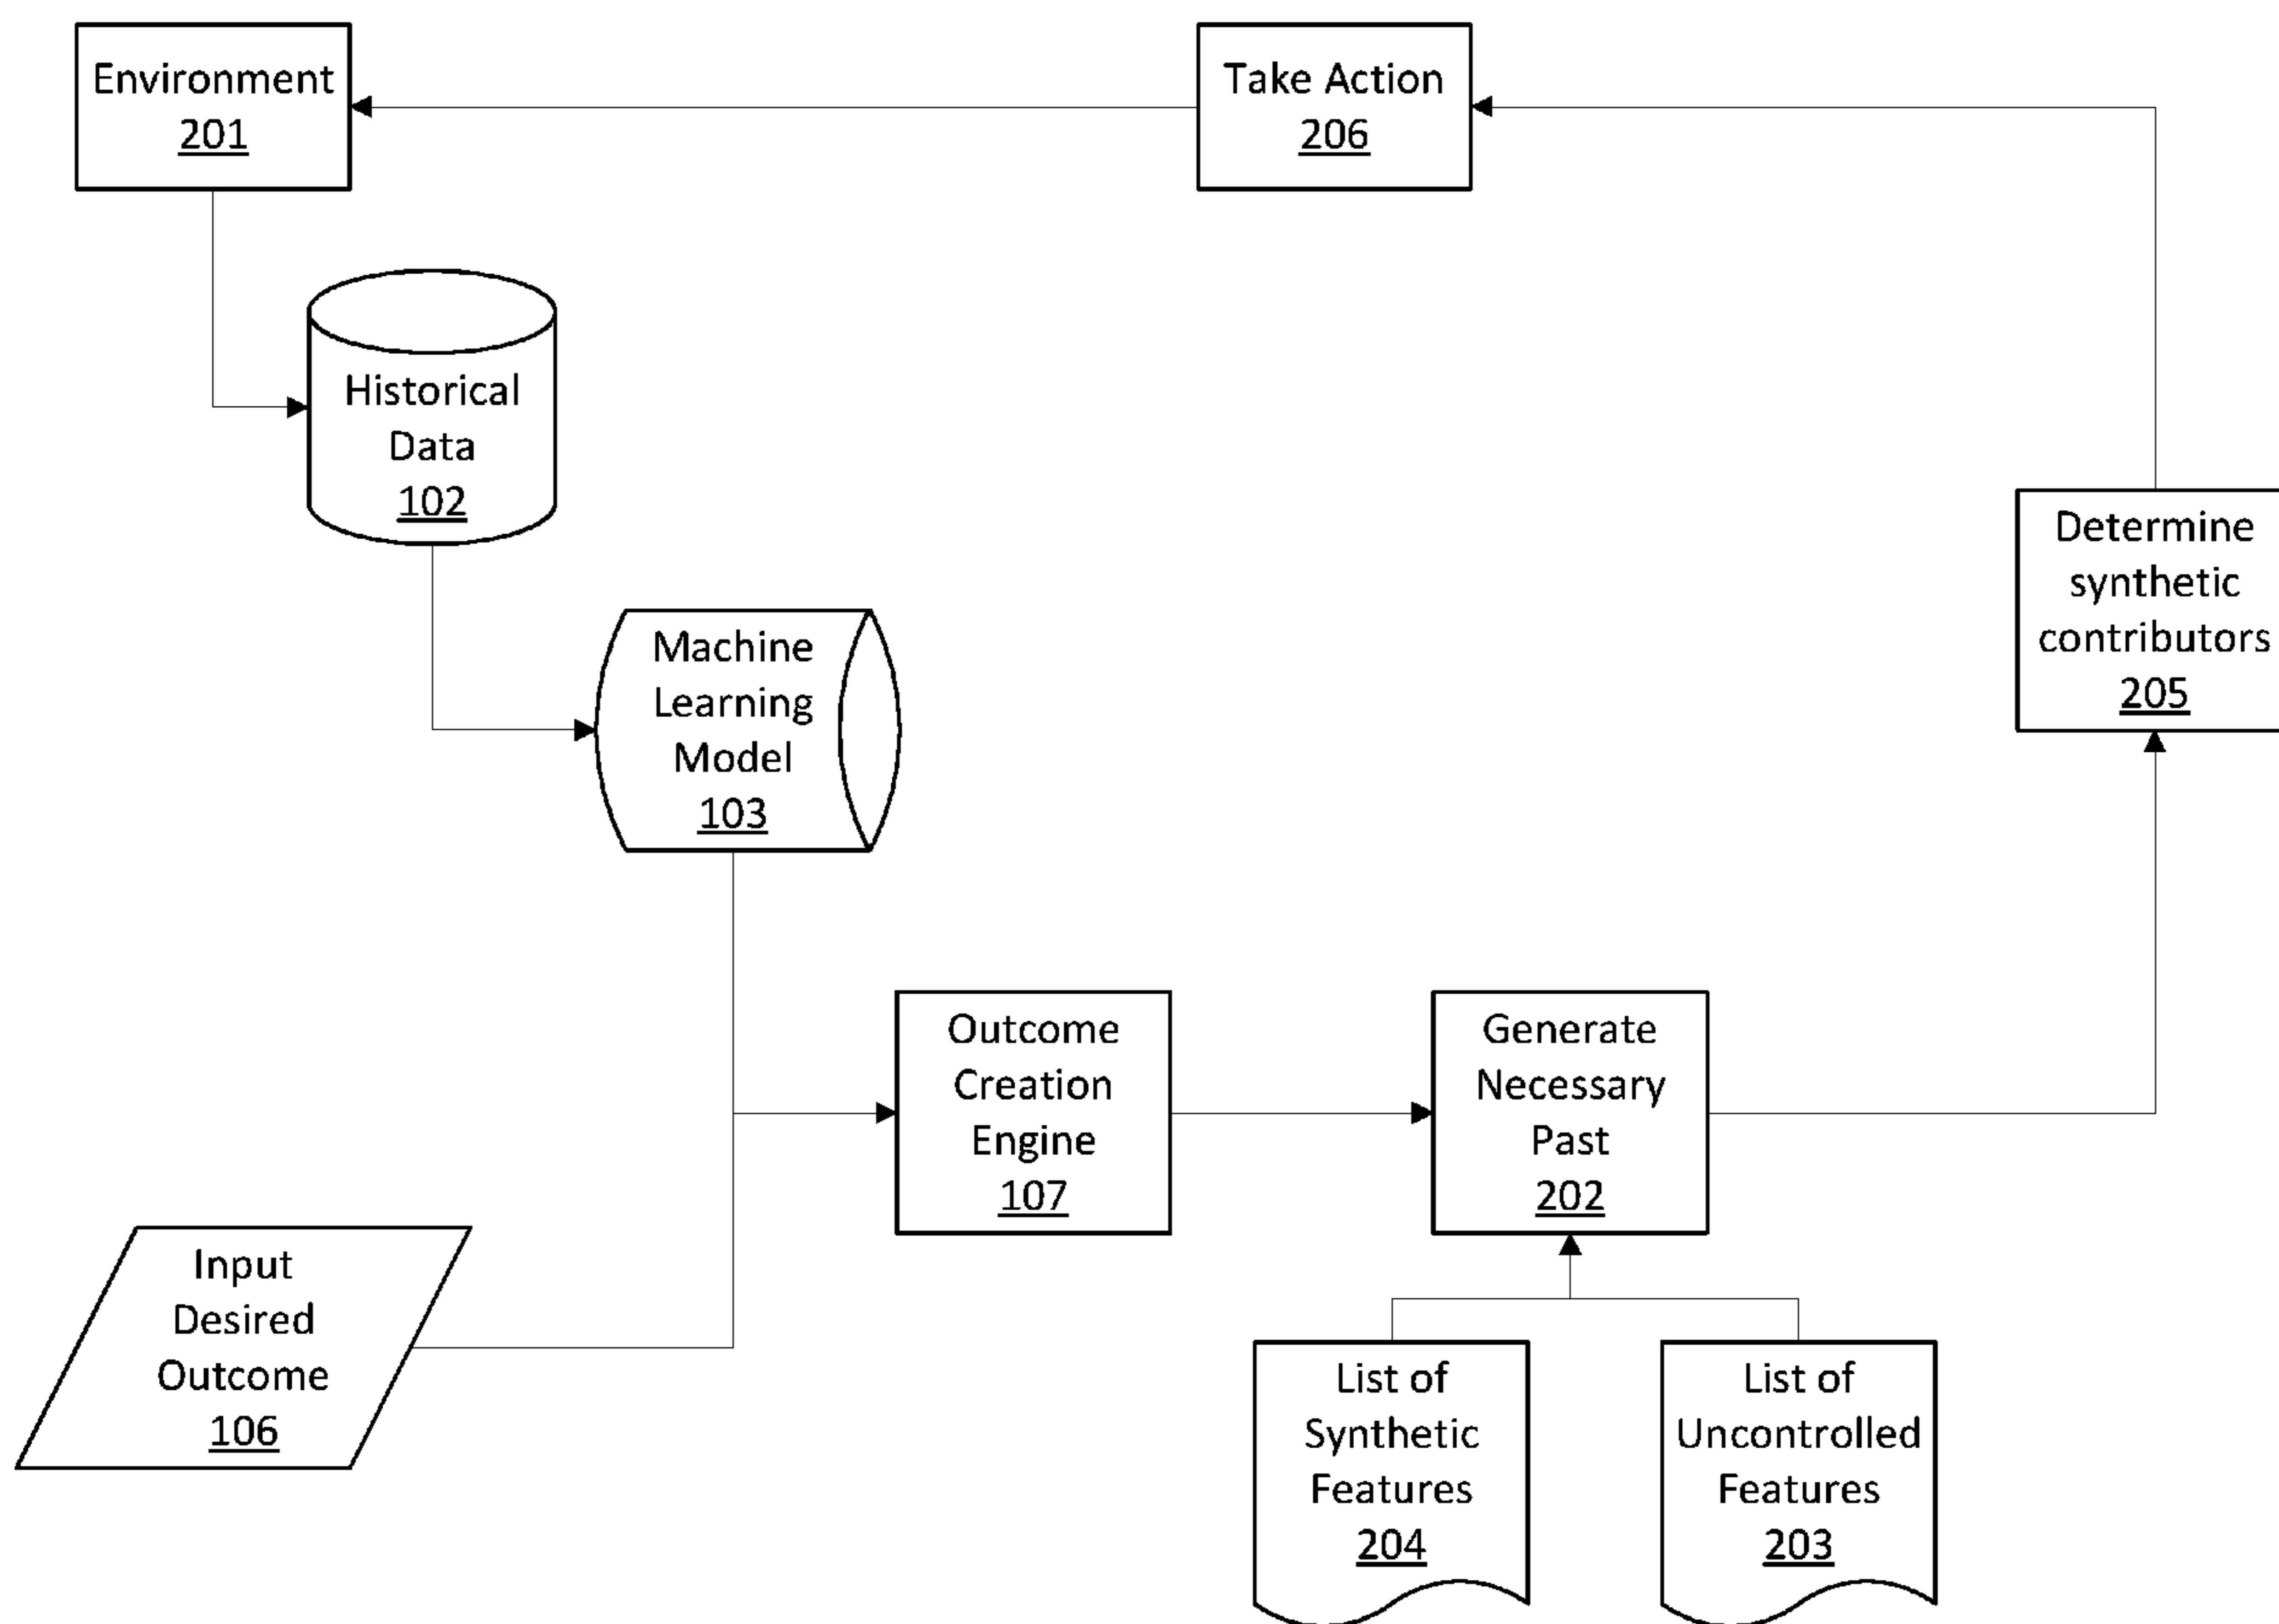 Environment
201
Take Action
206
Historical
Data
102
Determine
synthetic
contributors
205
Machine
Learning
Model
103
Outcome
Creation
Engine
107
Generate
Necessary
Past
202
Input
Desired
Outcome
106
List of
Synthetic
Features
204
List of
Uncontrolled
Features
203